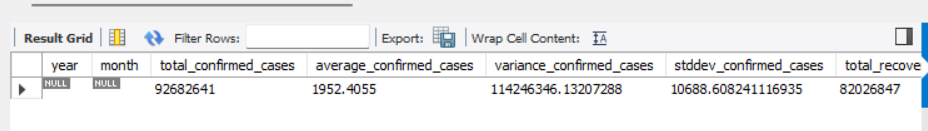 Result Grid Filter Rows: Export: Wrap Cell Content: IA
year month total_confirmed_cases average_confirmed_cases variance_confirmed_cases stddev_confirmed_cases total_recove
NULL NULL 92682641 1952.4055 114246346.13207288 10688.608241116935 82026847